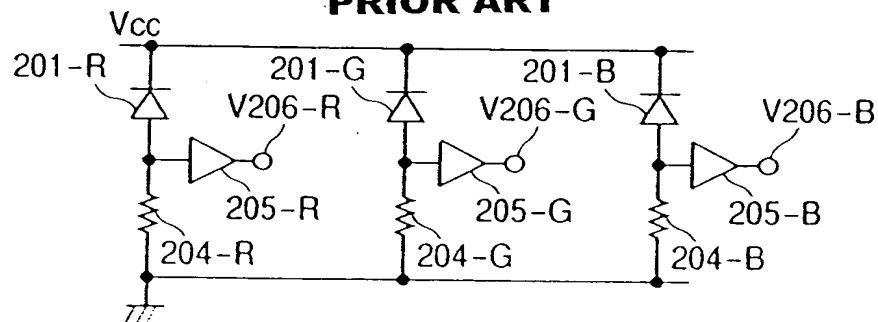 PRIOR ART
Vcc
201-R
201-G
201-B
V206-R
V206-G
V206-B
205-R
205-G
205-B
204-R
204-G
204-B